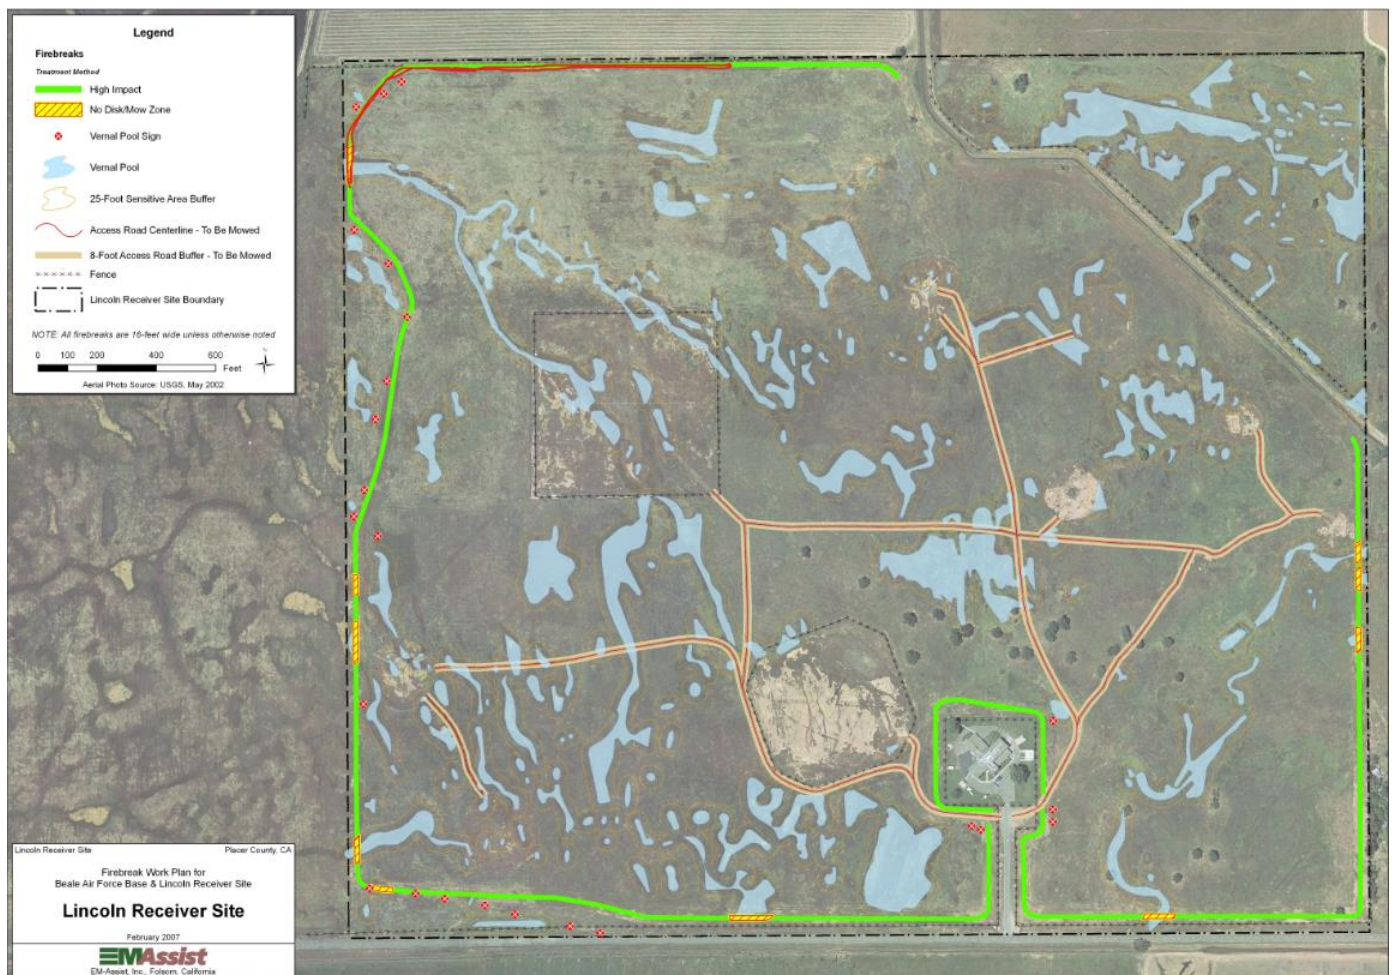 Legend
Firebreaks
Treatment Method
High Impact
No Disk/Mow Zone
Vernal Pool Sign
Vernal Pool
25-Foot Sensitive Area Buffer
Access Road Centerline - To Be Mowed
8-Foot Access Road Buffer - To Be Mowed
Fence
Lincoln Receiver Site Boundary
NOTE: All firebreaks are 16-feet wide unless otherwise noted
0 100 200 400 600
Feet
Aerial Photo Source: USGS, May 2002
Lincoln Receiver Site Placer County, CA
Firebreak Work Plan for
Beale Air Force Base & Lincoln Receiver Site
Lincoln Receiver Site
February 2007
EMAssist
EM-Assist, Inc., Folsom, California